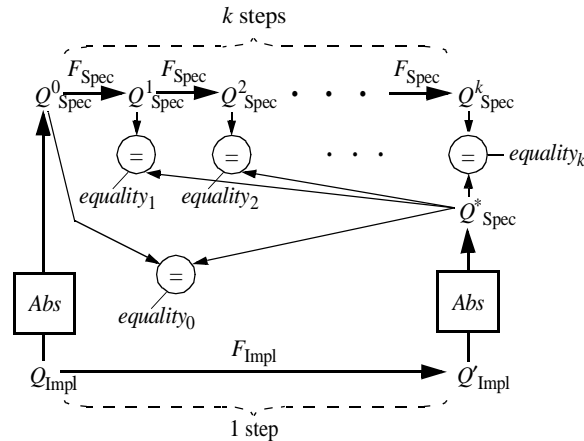 k steps
F_Spec F_Spec F_Spec
Q^0_Spec Q^1_Spec Q^2_Spec · · · Q^k_Spec
= = · · · = equality_k
equality_1 equality_2
Q^*_Spec
=
Abs Abs
equality_0
F_Impl
Q_Impl Q′_Impl
1 step